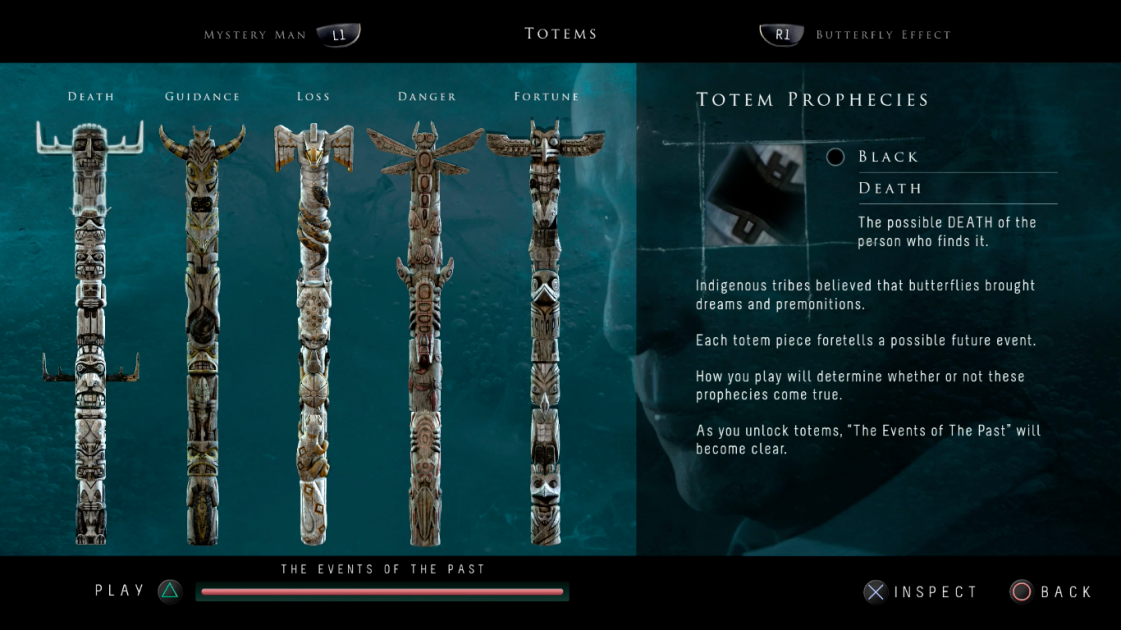 MYSTERY MAN L1 TOTEMS R1 BUTTERFLY EFFECT
DEATH GUIDANCE LOSS DANGER FORTUNE
TOTEM PROPHECIES
BLACK
DEATH
The possible DEATH of the
person who finds it.
Indigenous tribes believed that butterflies brought
dreams and premonitions.
Each totem piece foretells a possible future event.
How you play will determine whether or not these
prophecies come true.
As you unlock totems, "The Events of The Past" will
become clear.
THE EVENTS OF THE PAST
PLAY INSPECT BACK